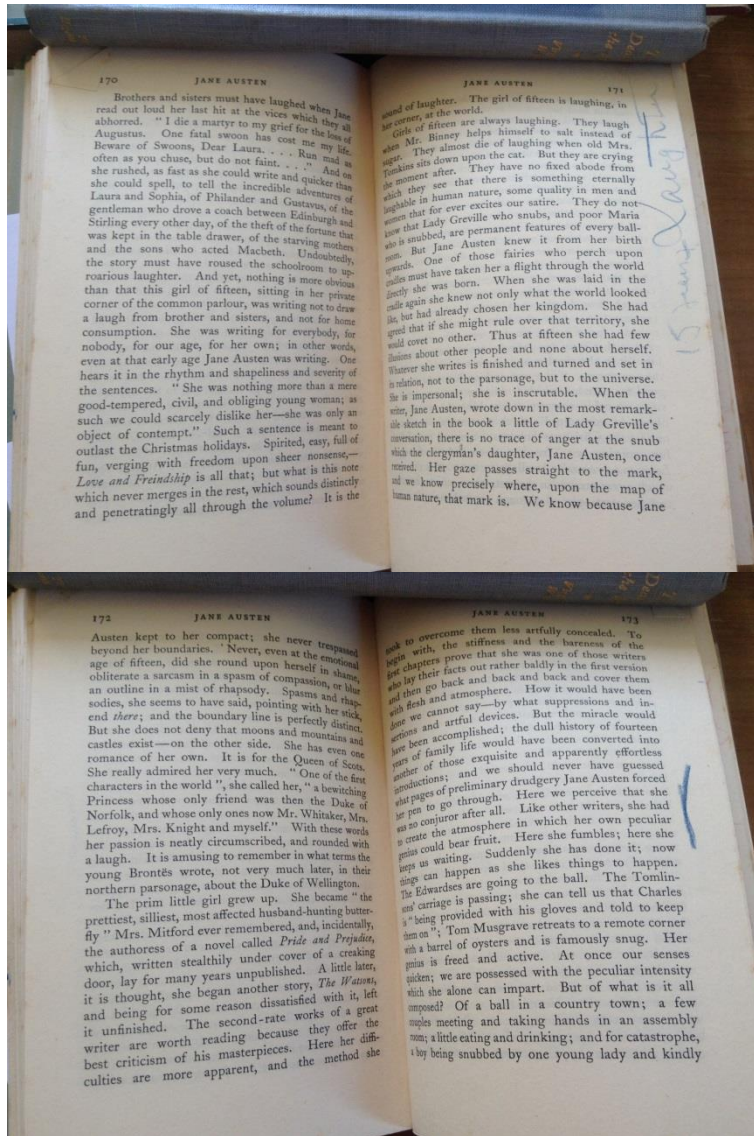 170 JANE AUSTEN
Brothers and sisters must have laughed when Jane
read out loud her last hit at the vices which they all
abhorred. “ I die a martyr to my grief for the loss of
Augustus. One fatal swoon has cost me my life.
Beware of Swoons, Dear Laura. . . . Run mad as
often as you chuse, but do not faint. . . .” And on
she rushed, as fast as she could write and quicker than
she could spell, to tell the incredible adventures of
Laura and Sophia, of Philander and Gustavus, of the
gentleman who drove a coach between Edinburgh and
Stirling every other day, of the theft of the fortune that
was kept in the table drawer, of the starving mothers
and the sons who acted Macbeth. Undoubtedly,
the story must have roused the schoolroom to up-
roarious laughter. And yet, nothing is more obvious
than that this girl of fifteen, sitting in her private
corner of the common parlour, was writing not to draw
a laugh from brother and sisters, and not for home
consumption. She was writing for everybody, for
nobody, for our age, for her own; in other words,
even at that early age Jane Austen was writing. One
hears it in the rhythm and shapeliness and severity of
the sentences. “ She was nothing more than a mere
good-tempered, civil, and obliging young woman; as
such we could scarcely dislike her—she was only an
object of contempt.” Such a sentence is meant to
outlast the Christmas holidays. Spirited, easy, full of
fun, verging with freedom upon sheer nonsense,—
Love and Freindship is all that; but what is this note
which never merges in the rest, which sounds distinctly
and penetratingly all through the volume? It is the
JANE AUSTEN 171
sound of laughter. The girl of fifteen is laughing, in
her corner, at the world.
Girls of fifteen are always laughing. They laugh
when Mr. Binney helps himself to salt instead of
sugar. They almost die of laughing when old Mrs.
Tomkins sits down upon the cat. But they are crying
the moment after. They have no fixed abode from
which they see that there is something eternally
laughable in human nature, some quality in men and
women that for ever excites our satire. They do not
know that Lady Greville who snubs, and poor Maria
who is snubbed, are permanent features of every ball-
room. But Jane Austen knew it from her birth
upwards. One of those fairies who perch upon
cradles must have taken her a flight through the world
directly she was born. When she was laid in the
cradle again she knew not only what the world looked
like, but had already chosen her kingdom. She had
agreed that if she might rule over that territory, she
would covet no other. Thus at fifteen she had few
illusions about other people and none about herself.
Whatever she writes is finished and turned and set in
its relation, not to the parsonage, but to the universe.
She is impersonal; she is inscrutable. When the
writer, Jane Austen, wrote down in the most remark-
able sketch in the book a little of Lady Greville's
conversation, there is no trace of anger at the snub
which the clergyman's daughter, Jane Austen, once
received. Her gaze passes straight to the mark,
and we know precisely where, upon the map of
human nature, that mark is. We know because Jane
15
172 JANE AUSTEN
Austen kept to her compact; she never trespassed
beyond her boundaries. Never, even at the emotional
age of fifteen, did she round upon herself in shame,
obliterate a sarcasm in a spasm of compassion, or blur
an outline in a mist of rhapsody. Spasms and rhap-
sodies, she seems to have said, pointing with her stick,
end there; and the boundary line is perfectly distinct.
But she does not deny that moons and mountains and
castles exist—on the other side. She has even one
romance of her own. It is for the Queen of Scots.
She really admired her very much. “ One of the first
characters in the world ”, she called her, “ a bewitching
Princess whose only friend was then the Duke of
Norfolk, and whose only ones now Mr. Whitaker, Mrs.
Lefroy, Mrs. Knight and myself.” With these words
her passion is neatly circumscribed, and rounded with
a laugh. It is amusing to remember in what terms the
young Brontës wrote, not very much later, in their
northern parsonage, about the Duke of Wellington.
The prim little girl grew up. She became “ the
prettiest, silliest, most affected husband-hunting butter-
fly ” Mrs. Mitford ever remembered, and, incidentally,
the authoress of a novel called Pride and Prejudice,
which, written stealthily under cover of a creaking
door, lay for many years unpublished. A little later,
it is thought, she began another story, The Watsons,
and being for some reason dissatisfied with it, left
it unfinished. The second-rate works of a great
writer are worth reading because they offer the
best criticism of his masterpieces. Here her diffi-
culties are more apparent, and the method she
JANE AUSTEN 173
took to overcome them less artfully concealed. To
begin with, the stiffness and the bareness of the
first chapters prove that she was one of those writers
who lay their facts out rather baldly in the first version
and then go back and back and back and cover them
with flesh and atmosphere. How it would have been
done we cannot say—by what suppressions and in-
sertions and artful devices. But the miracle would
have been accomplished; the dull history of fourteen
years of family life would have been converted into
another of those exquisite and apparently effortless
introductions; and we should never have guessed
what pages of preliminary drudgery Jane Austen forced
her pen to go through. Here we perceive that she
was no conjuror after all. Like other writers, she had
to create the atmosphere in which her own peculiar
genius could bear fruit. Here she fumbles; here she
keeps us waiting. Suddenly she has done it; now
things can happen as she likes things to happen.
The Edwardses are going to the ball. The Tomlin-
sons' carriage is passing; she can tell us that Charles
is “ being provided with his gloves and told to keep
them on ”; Tom Musgrave retreats to a remote corner
with a barrel of oysters and is famously snug. Her
genius is freed and active. At once our senses
quicken; we are possessed with the peculiar intensity
which she alone can impart. But of what is it all
composed? Of a ball in a country town; a few
couples meeting and taking hands in an assembly
room; a little eating and drinking; and for catastrophe,
a boy being snubbed by one young lady and kindly